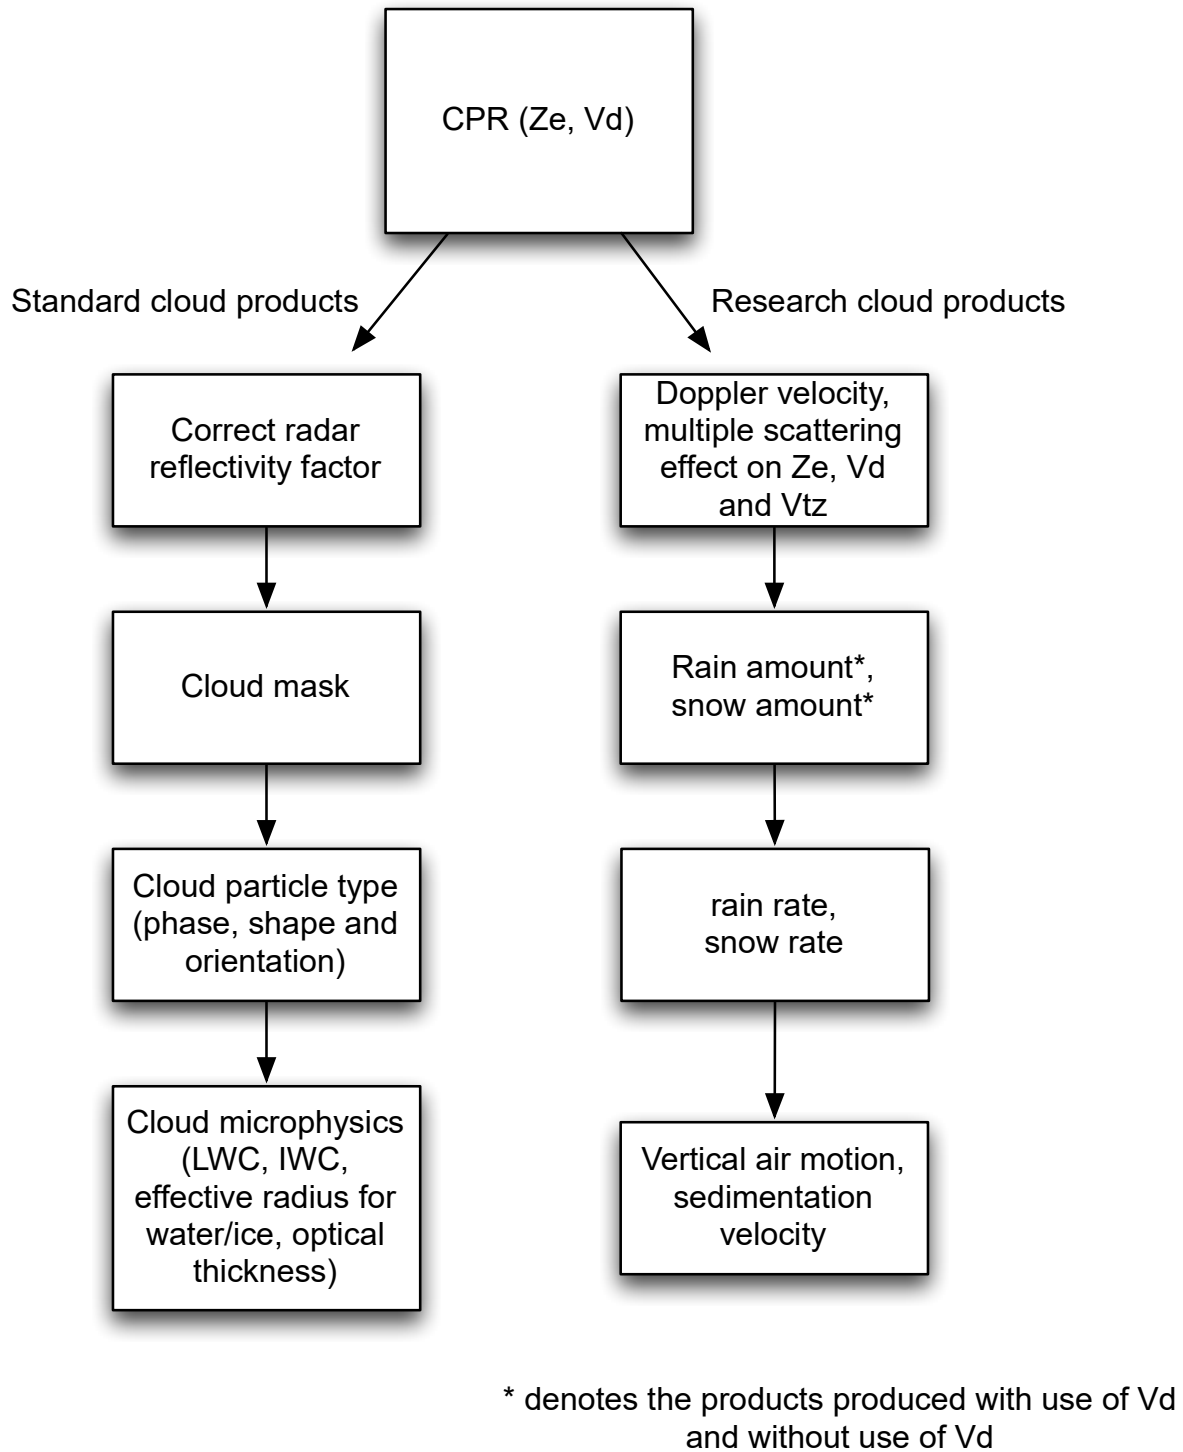 CPR (Ze, Vd)
Standard cloud products
Research cloud products
Correct radar
reflectivity factor
Doppler velocity,
multiple scattering
effect on Ze, Vd
and Vtz
Cloud mask
Rain amount*,
snow amount*
Cloud particle type
(phase, shape and
orientation)
rain rate,
snow rate
Cloud microphysics
(LWC, IWC,
effective radius for
water/ice, optical
thickness)
Vertical air motion,
sedimentation
velocity
* denotes the products produced with use of Vd
and without use of Vd